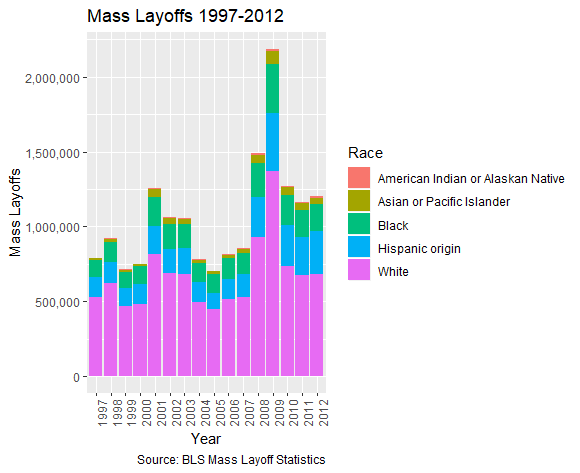 Mass Layoffs 1997-2012
Mass Layoffs
2,000,000
1,500,000
1,000,000
500,000
0
1997
1998
1999
2000
2001
2002
2003
2004
2005
2006
2007
2008
2009
2010
2011
2012
Year
Source: BLS Mass Layoff Statistics
Race
American Indian or Alaskan Native
Asian or Pacific Islander
Black
Hispanic origin
White